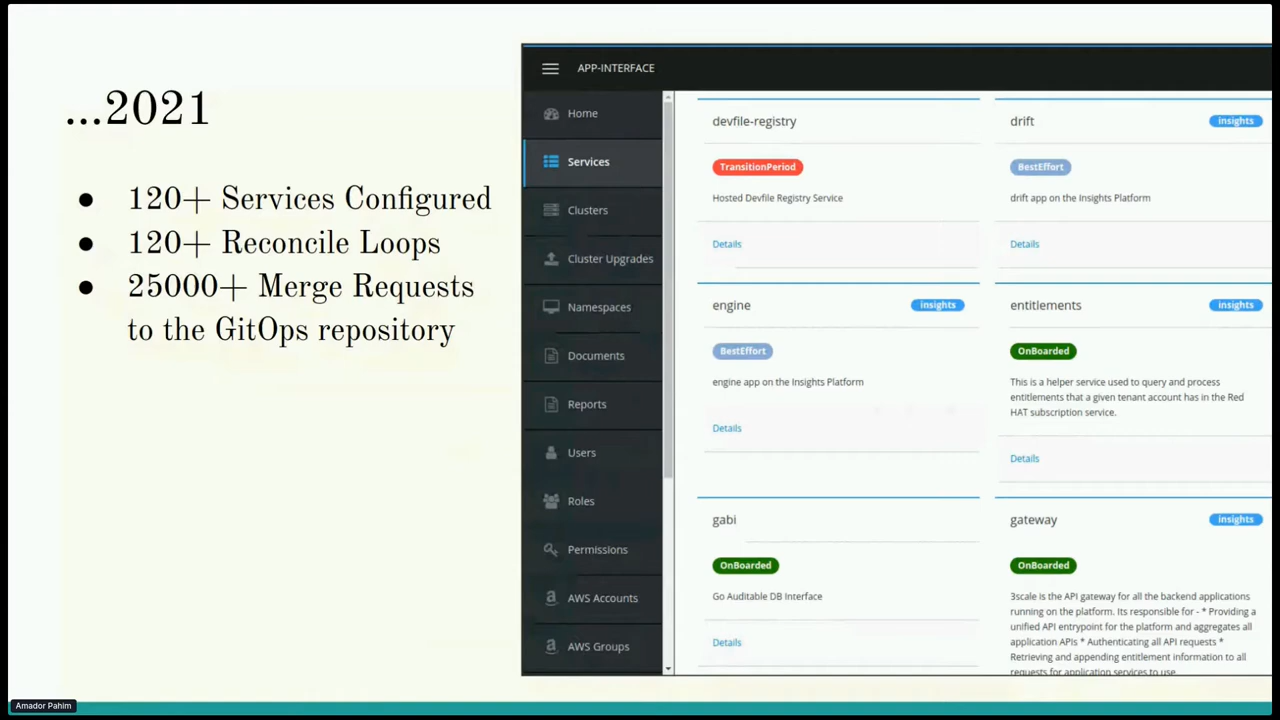 ...2021
● 120+ Services Configured
● 120+ Reconcile Loops
● 25000+ Merge Requests
to the GitOps repository
APP-INTERFACE
Home
Services
Clusters
Cluster Upgrades
Namespaces
Documents
Reports
Users
Roles
Permissions
AWS Accounts
AWS Groups
devfile-registry
TransitionPeriod
Hosted Devfile Registry Service
Details
drift
insights
BestEffort
drift app on the Insights Platform
Details
engine
insights
BestEffort
engine app on the Insights Platform
Details
entitlements
insights
OnBoarded
This is a helper service used to query and process
entitlements that a given tenant account has in the Red
HAT subscription service.
Details
gabi
OnBoarded
Go Auditable DB Interface
Details
gateway
insights
OnBoarded
3scale is the API gateway for all the backend applications
running on the platform. Its responsible for - * Providing a
unified API entrypoint for the platform and aggregates all
application APIs * Authenticating all API requests *
Retrieving and appending entitlement information to all
requests for application services to use
Amador Pahim